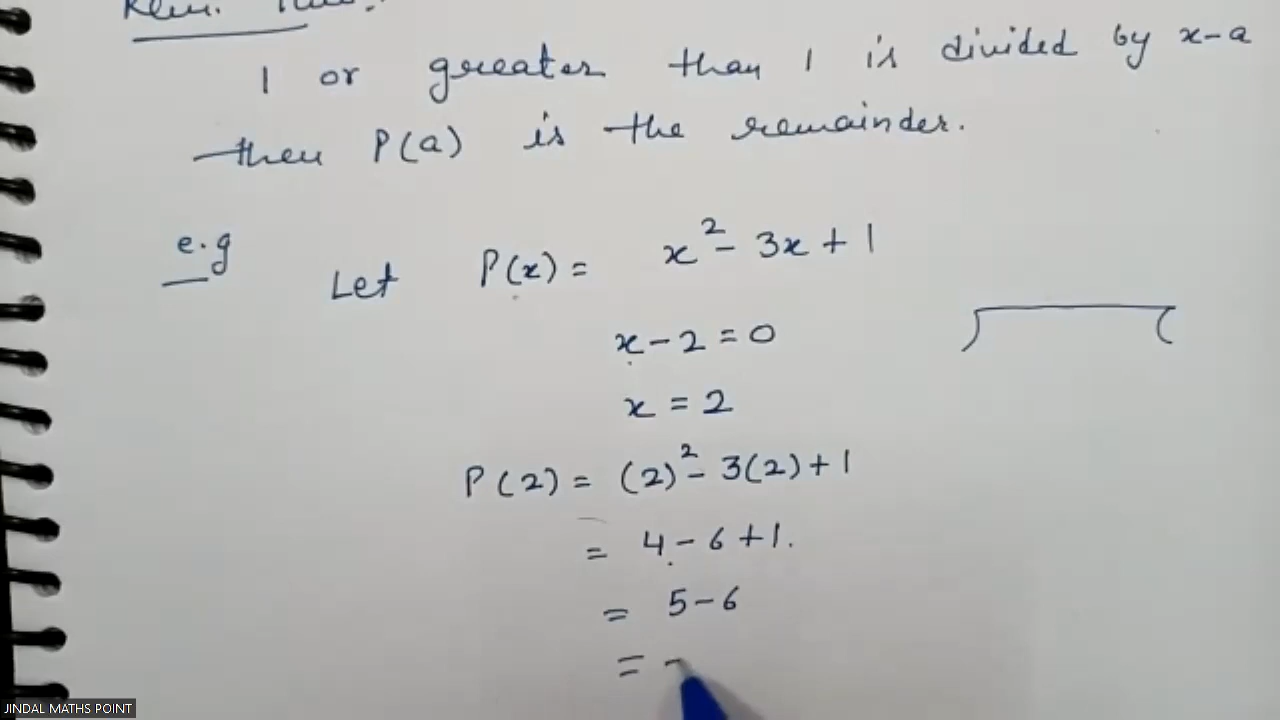 1 or greater than 1 is divided by x-a
then P(a) is the remainder.
e.g Let P(x) = x² - 3x + 1
x - 2 = 0
x = 2
P(2) = (2)² - 3(2) + 1
= 4 - 6 + 1.
= 5 - 6
= -
JINDAL MATHS POINT